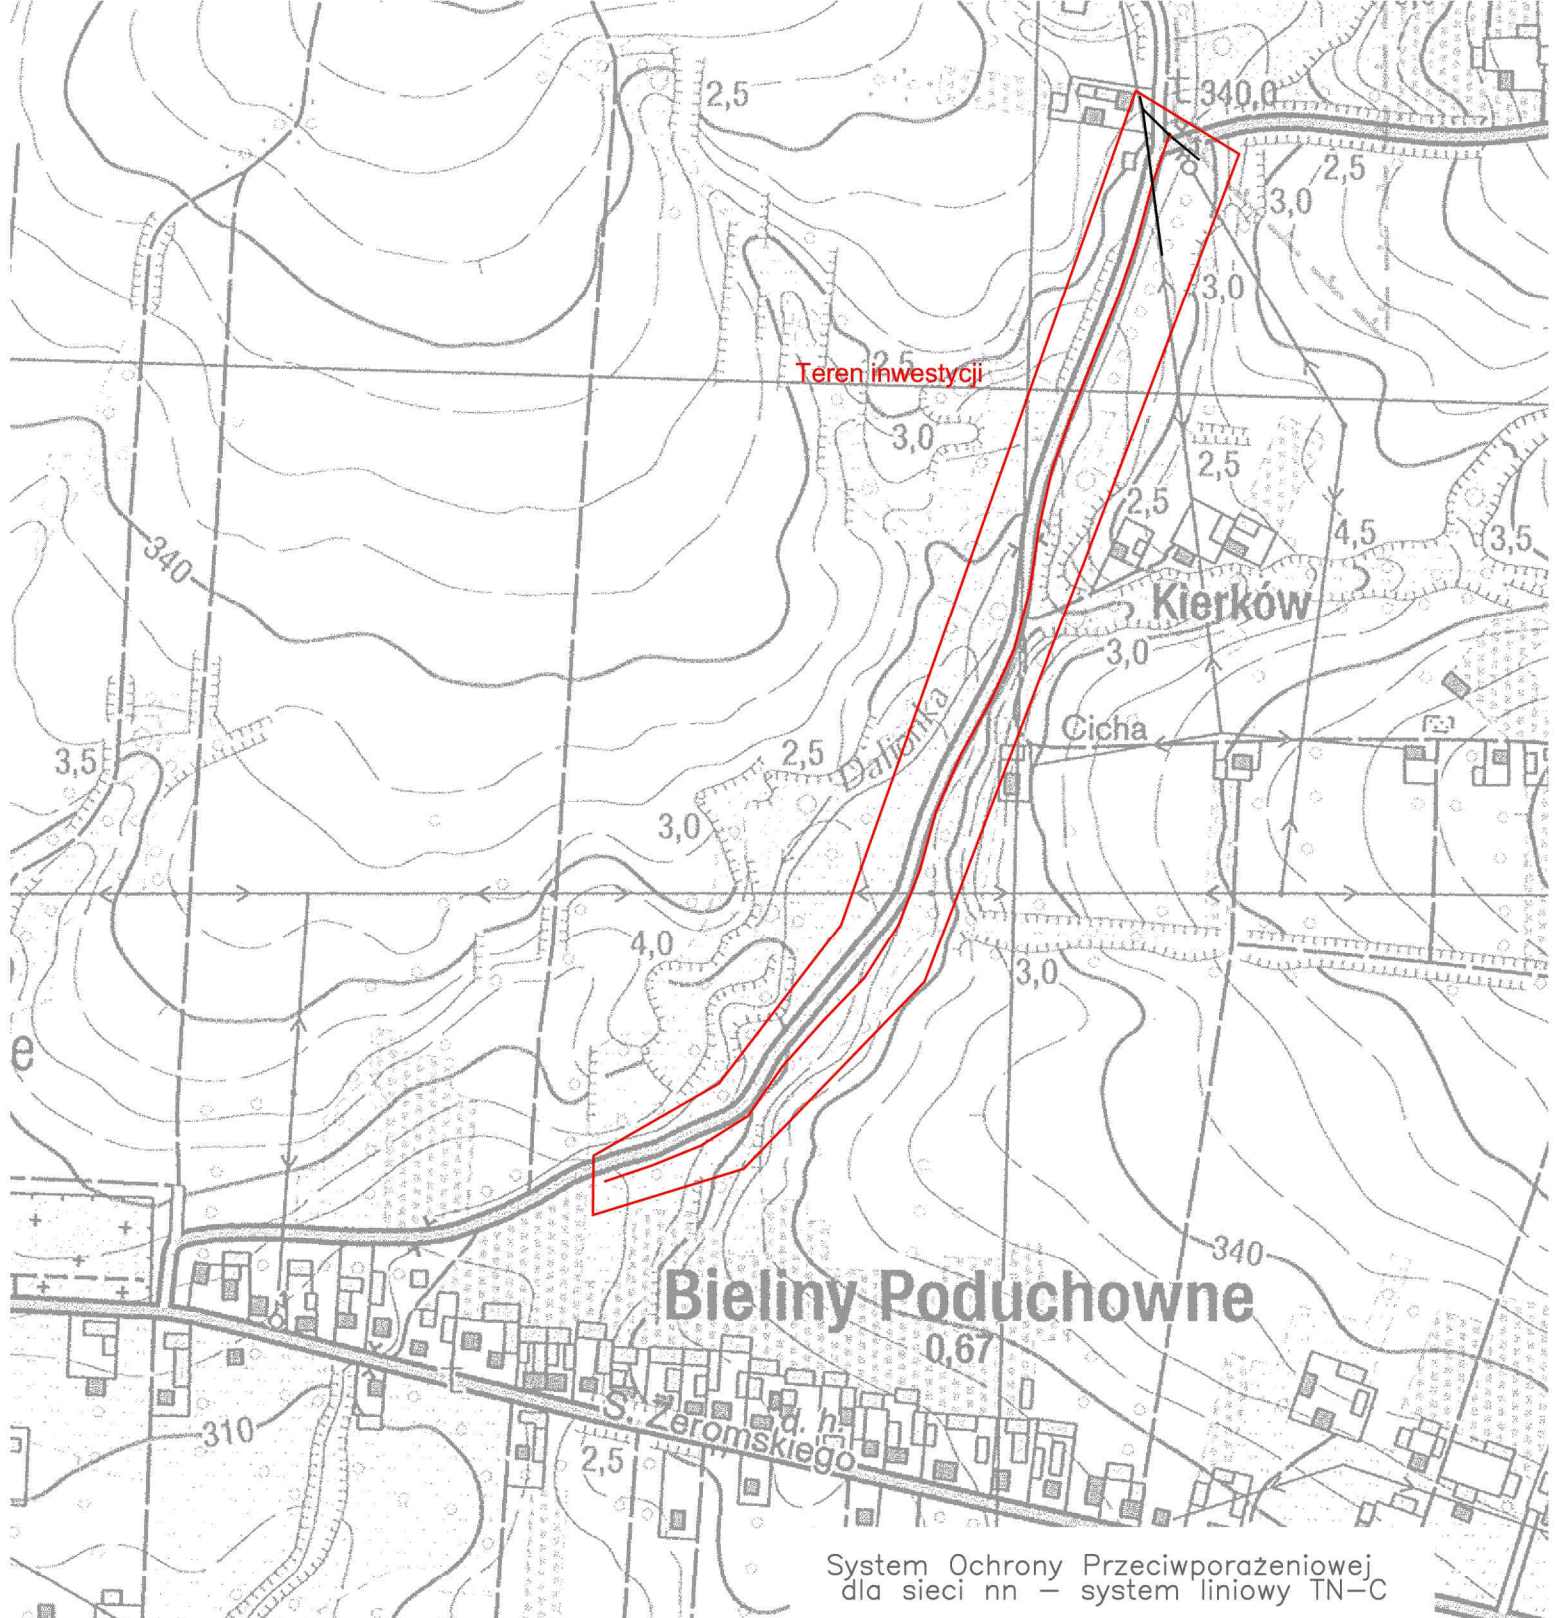 2,5
340,0
2,5
3,0
3,0
2,5
Teren inwestycji
3,0
2,5
2,5
4,5
3,5
340
Kierków
3,0
Dalionka
Cicha
3,5
2,5
3,0
4,0
3,0
e
340
Bieliny Poduchowne
0,67
S. Żeromskiego
d. h.
310
2,5
System Ochrony Przeciwporażeniowej
dla sieci nn – system liniowy TN–C